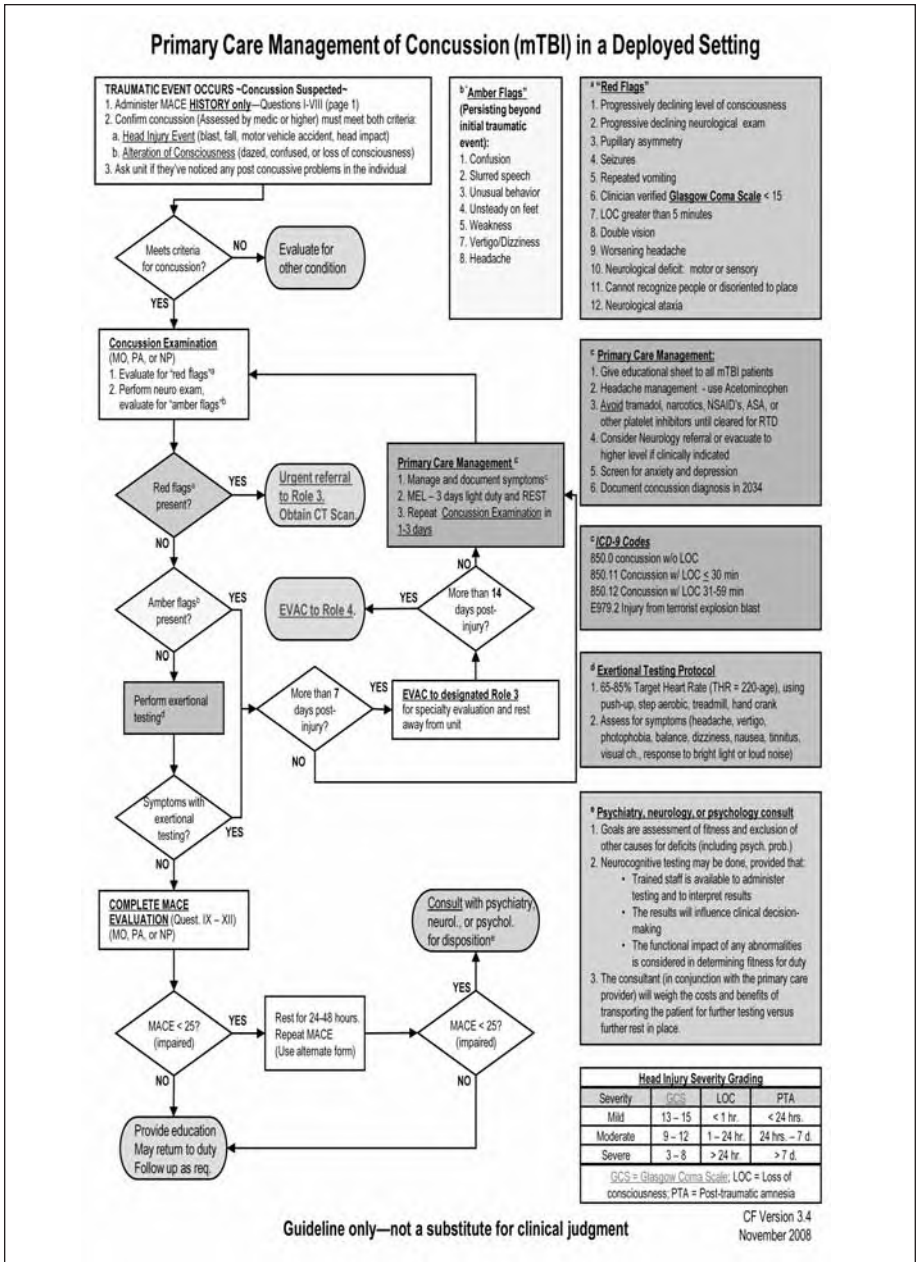 Primary Care Management of Concussion (mTBI) in a Deployed Setting
TRAUMATIC EVENT OCCURS ~Concussion Suspected~
1. Administer MACE HISTORY only—Questions I-VIII (page 1)
2. Confirm concussion (Assessed by medic or higher) must meet both criteria:
a. Head Injury Event (blast, fall, motor vehicle accident, head impact)
b. Alteration of Consciousness (dazed, confused, or loss of consciousness)
3. Ask unit if they've noticed any post concussive problems in the individual
Meets criteria
for concussion?
NO
Evaluate for
other condition
YES
Concussion Examination
(MO, PA, or NP)
1. Evaluate for "red flags"a
2. Perform neuro exam,
evaluate for "amber flags"b
Red flagsa
present?
YES
Urgent referral
to Role 3.
Obtain CT Scan.
NO
Amber flagsb
present?
YES
NO
Perform exertional
testingd
Symptoms with
exertional
testing?
YES
NO
More than 7
days post-
injury?
YES
NO
EVAC to designated Role 3
for specialty evaluation and rest
away from unit
More than 14
days post-
injury?
YES
EVAC to Role 4.
NO
Primary Care Management c
1. Manage and document symptomsc
2. MEL – 3 days light duty and REST
3. Repeat Concussion Examination in
1-3 days
COMPLETE MACE
EVALUATION (Quest. IX – XII)
(MO, PA, or NP)
MACE < 25?
(impaired)
YES
Rest for 24-48 hours.
Repeat MACE
(Use alternate form)
MACE < 25?
(impaired)
YES
Consult with psychiatry,
neurol., or psychol.
for dispositione
NO
NO
Provide education
May return to duty
Follow up as req.
b "Amber Flags"
(Persisting beyond
initial traumatic
event):
1. Confusion
2. Slurred speech
3. Unusual behavior
4. Unsteady on feet
5. Weakness
7. Vertigo/Dizziness
8. Headache
a "Red Flags"
1. Progressively declining level of consciousness
2. Progressive declining neurological exam
3. Pupillary asymmetry
4. Seizures
5. Repeated vomiting
6. Clinician verified Glasgow Coma Scale < 15
7. LOC greater than 5 minutes
8. Double vision
9. Worsening headache
10. Neurological deficit: motor or sensory
11. Cannot recognize people or disoriented to place
12. Neurological ataxia
c Primary Care Management:
1. Give educational sheet to all mTBI patients
2. Headache management - use Acetominophen
3. Avoid tramadol, narcotics, NSAID's, ASA, or
other platelet inhibitors until cleared for RTD
4. Consider Neurology referral or evacuate to
higher level if clinically indicated
5. Screen for anxiety and depression
6. Document concussion diagnosis in 2034
c ICD-9 Codes
850.0 concussion w/o LOC
850.11 Concussion w/ LOC ≤ 30 min
850.12 Concussion w/ LOC 31-59 min
E979.2 Injury from terrorist explosion blast
d Exertional Testing Protocol
1. 65-85% Target Heart Rate (THR = 220-age), using
push-up, step aerobic, treadmill, hand crank
2. Assess for symptoms (headache, vertigo,
photophobia, balance, dizziness, nausea, tinnitus,
visual ch., response to bright light or loud noise)
e Psychiatry, neurology, or psychology consult
1. Goals are assessment of fitness and exclusion of
other causes for deficits (including psych. prob.)
2. Neurocognitive testing may be done, provided that:
• Trained staff is available to administer
testing and to interpret results
• The results will influence clinical decision-
making
• The functional impact of any abnormalities
is considered in determining fitness for duty
3. The consultant (in conjunction with the primary care
provider) will weigh the costs and benefits of
transporting the patient for further testing versus
further rest in place.
Head Injury Severity Grading
Severity GCS LOC PTA
Mild 13 – 15 < 1 hr. < 24 hrs.
Moderate 9 – 12 1 – 24 hr. 24 hrs. – 7 d.
Severe 3 – 8 > 24 hr. > 7 d.
GCS = Glasgow Coma Scale; LOC = Loss of
consciousness; PTA = Post-traumatic amnesia
Guideline only—not a substitute for clinical judgment
CF Version 3.4
November 2008